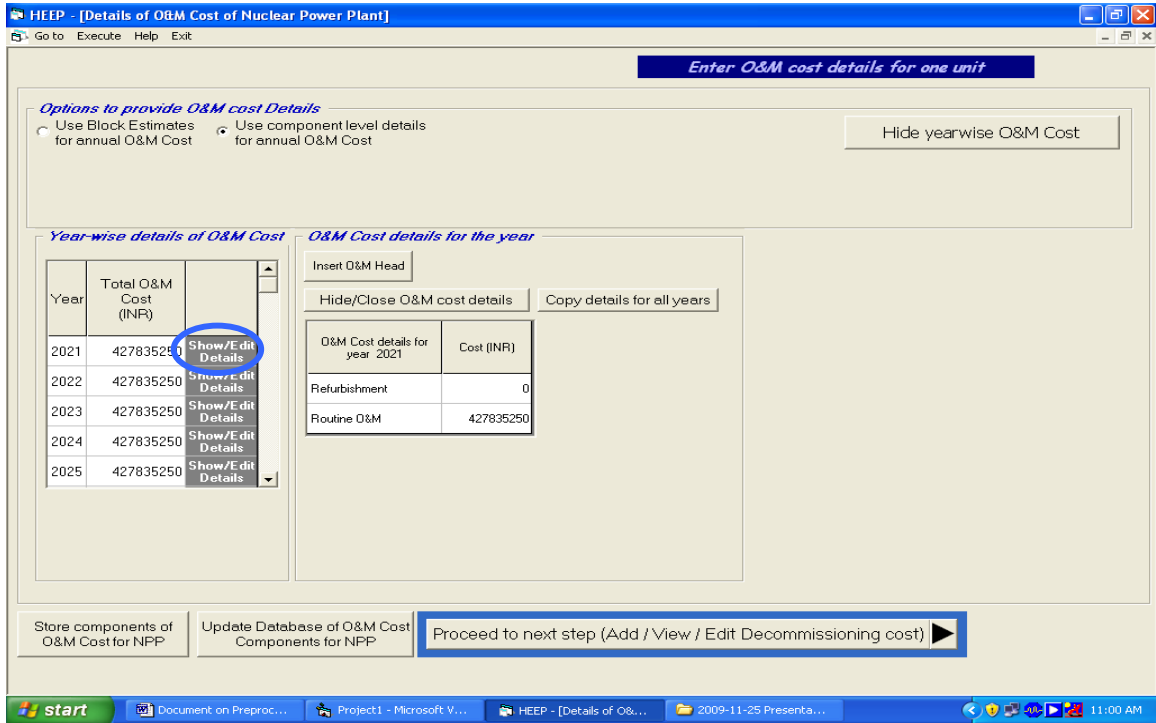 HEEP - [Details of O&M Cost of Nuclear Power Plant]
Go to Execute Help Exit
Enter O&M cost details for one unit
Options to provide O&M cost Details
Use Block Estimates
for annual O&M Cost
Use component level details
for annual O&M Cost
Hide yearwise O&M Cost
Year-wise details of O&M Cost
Year
Total O&M
Cost
(INR)
2021 427835250 Show/Edit
Details
2022 427835250 Show/Edit
Details
2023 427835250 Show/Edit
Details
2024 427835250 Show/Edit
Details
2025 427835250 Show/Edit
Details
O&M Cost details for the year
Insert O&M Head
Hide/Close O&M cost details
Copy details for all years
O&M Cost details for
year 2021
Cost (INR)
Refurbishment 0
Routine O&M 427835250
Store components of
O&M Cost for NPP
Update Database of O&M Cost
Components for NPP
Proceed to next step (Add / View / Edit Decommissioning cost)
start
Document on Preproc...
Project1 - Microsoft V...
HEEP - [Details of O&...
2009-11-25 Presenta...
11:00 AM